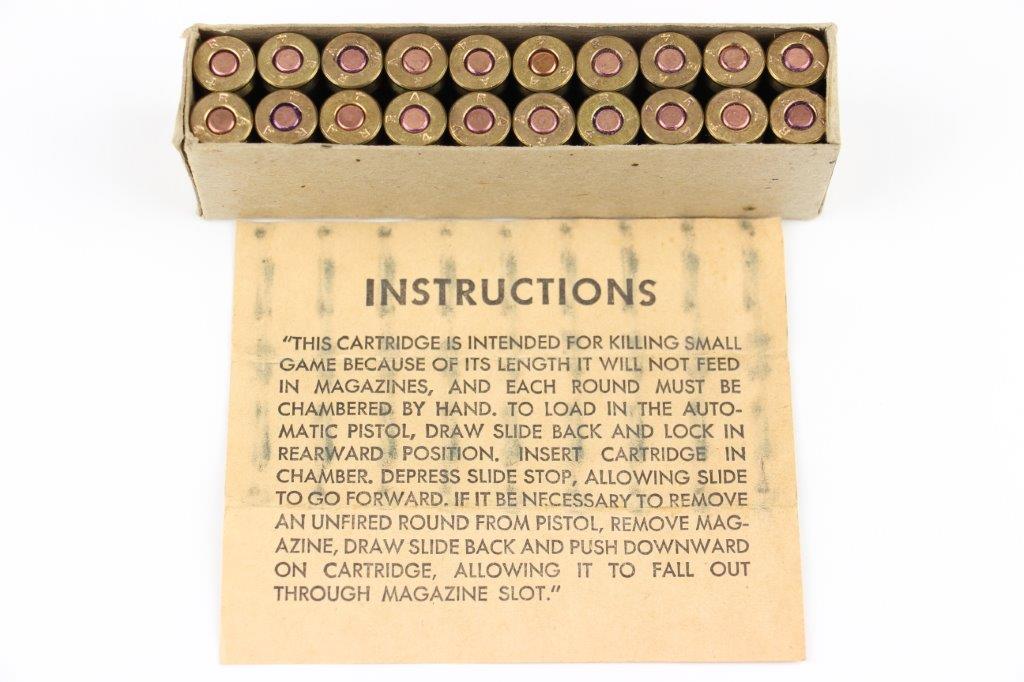 INSTRUCTIONS
"THIS CARTRIDGE IS INTENDED FOR KILLING SMALL
GAME BECAUSE OF ITS LENGTH IT WILL NOT FEED
IN MAGAZINES, AND EACH ROUND MUST BE
CHAMBERED BY HAND. TO LOAD IN THE AUTO-
MATIC PISTOL, DRAW SLIDE BACK AND LOCK IN
REARWARD POSITION. INSERT CARTRIDGE IN
CHAMBER. DEPRESS SLIDE STOP, ALLOWING SLIDE
TO GO FORWARD. IF IT BE NECESSARY TO REMOVE
AN UNFIRED ROUND FROM PISTOL, REMOVE MAG-
AZINE, DRAW SLIDE BACK AND PUSH DOWNWARD
ON CARTRIDGE, ALLOWING IT TO FALL OUT
THROUGH MAGAZINE SLOT."